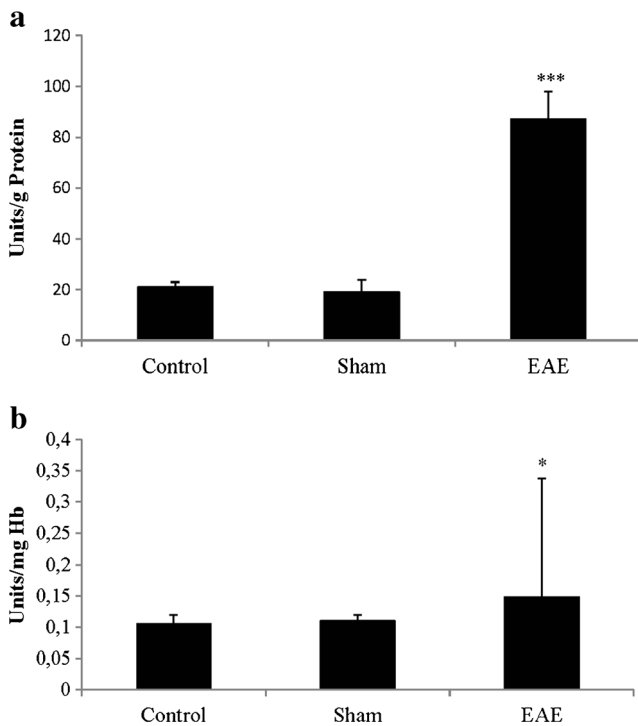 a
120
100
80
60
40
20
0
Units/g Protein
***
Control
Sham
EAE
b
0,4
0,35
0,3
0,25
0,2
0,15
0,1
0,05
0
Units/mg Hb
*
Control
Sham
EAE